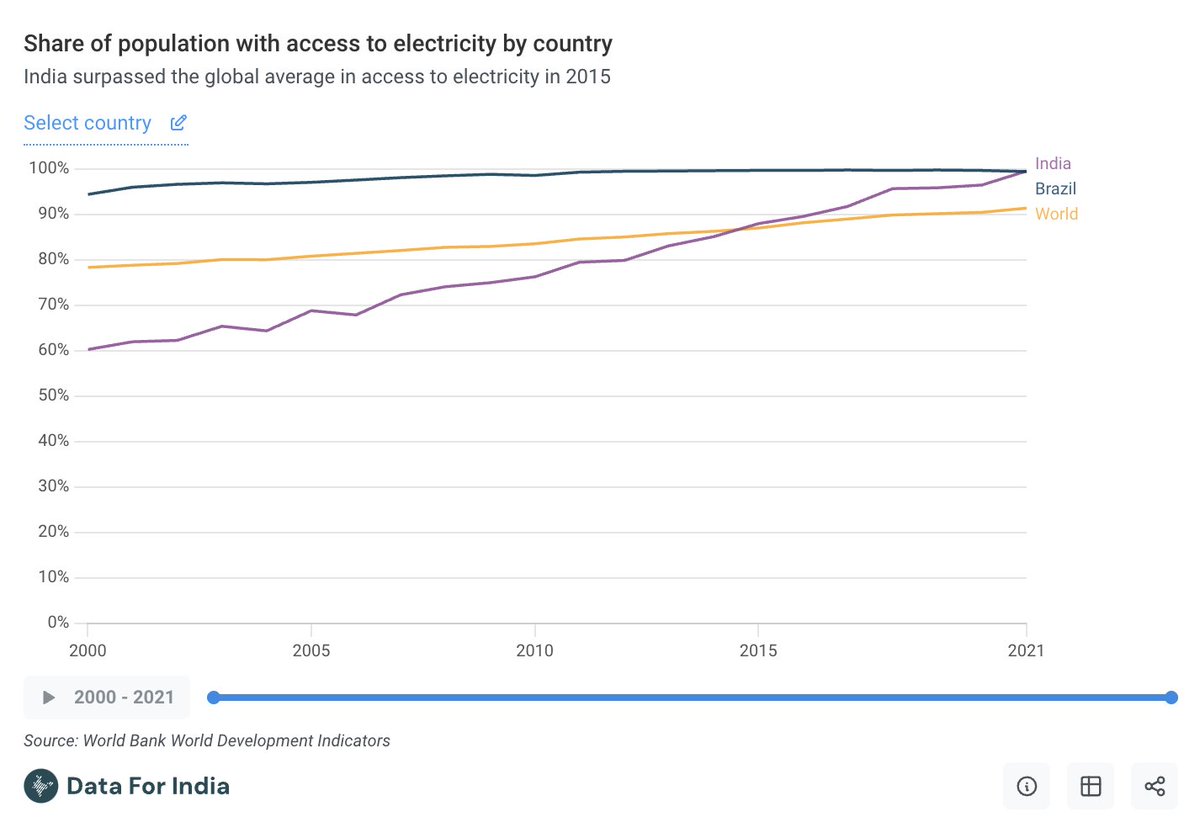 Share of population with access to electricity by country
India surpassed the global average in access to electricity in 2015
Select country
100%
90%
80%
70%
60%
50%
40%
30%
20%
10%
0%
India
Brazil
World
2000 2005 2010 2015 2021
2000 - 2021
Source: World Bank World Development Indicators
Data For India